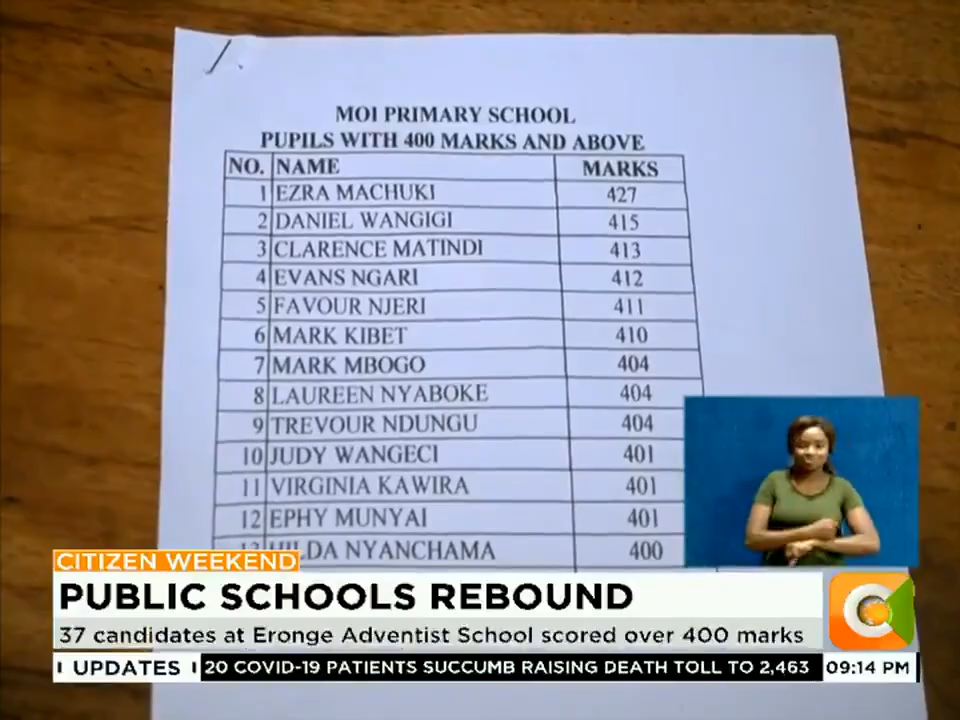 MOI PRIMARY SCHOOL
PUPILS WITH 400 MARKS AND ABOVE
NO. NAME MARKS
1 EZRA MACHUKI 427
2 DANIEL WANGIGI 415
3 CLARENCE MATINDI 413
4 EVANS NGARI 412
5 FAVOUR NJERI 411
6 MARK KIBET 410
7 MARK MBOGO 404
8 LAUREEN NYABOKE 404
9 TREVOUR NDUNGU 404
10 JUDY WANGECI 401
11 VIRGINIA KAWIRA 401
12 EPHY MUNYAI 401
NYANCHAMA 400
CITIZEN WEEKEND
PUBLIC SCHOOLS REBOUND
37 candidates at Eronge Adventist School scored over 400 marks
UPDATES 20 COVID-19 PATIENTS SUCCUMB RAISING DEATH TOLL TO 2,463 09:14 PM